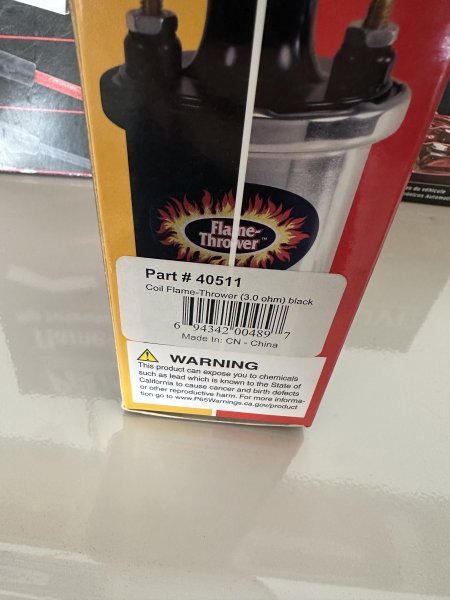 Flame-
Thrower™
Part # 40511
Coil Flame-Thrower (3.0 ohm) black
6 94342 00489 7
Made In: CN - China
WARNING
This product can expose you to chemicals
such as lead which is known to the State of
California to cause cancer and birth defects
or other reproductive harm. For more informa-
tion go to www.P65Warnings.ca.gov/product
du véhicule